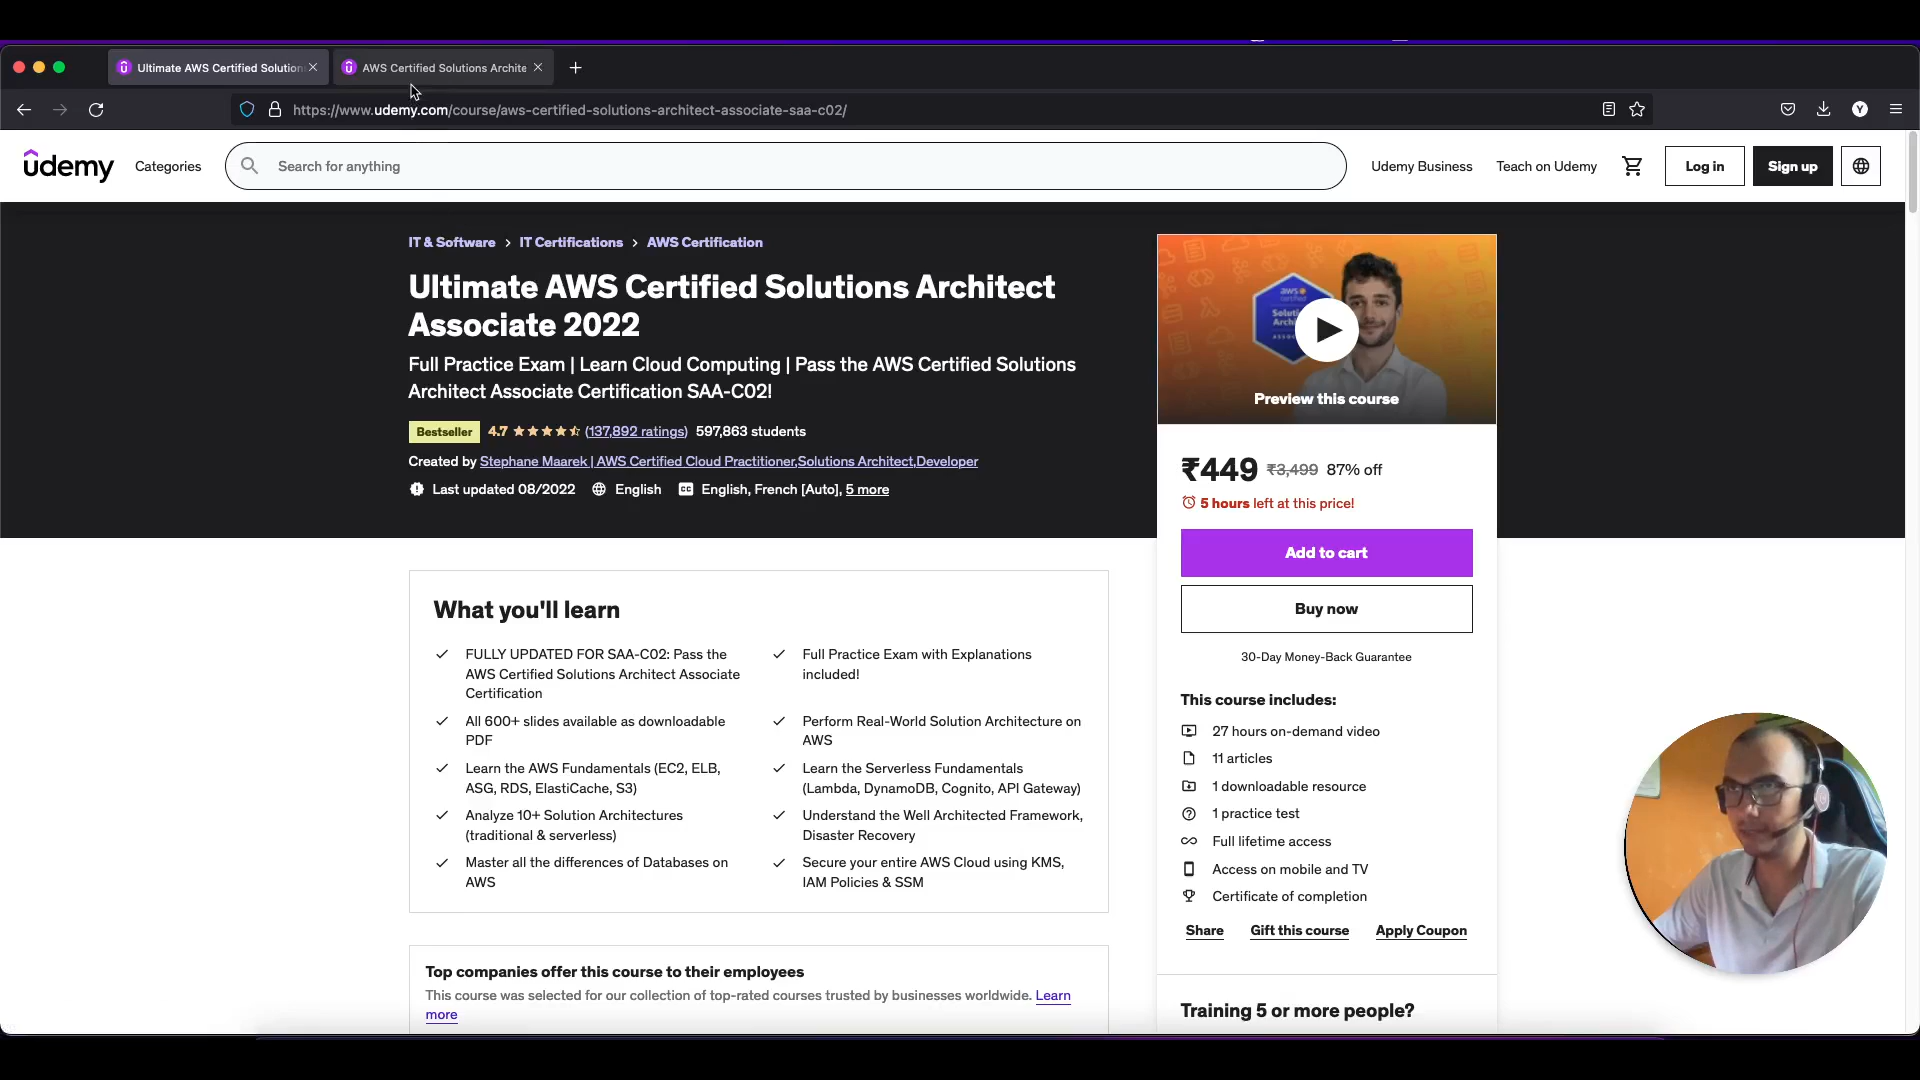 Ultimate AWS Certified Solution
AWS Certified Solutions Archite
https://www.udemy.com/course/aws-certified-solutions-architect-associate-saa-c02/
Y
udemy
Categories
Search for anything
Udemy Business
Teach on Udemy
Log in
Sign up
IT & Software > IT Certifications > AWS Certification
Ultimate AWS Certified Solutions Architect
Associate 2022
Full Practice Exam | Learn Cloud Computing | Pass the AWS Certified Solutions
Architect Associate Certification SAA-C02!
Bestseller 4.7 (137,892 ratings) 597,863 students
Created by Stephane Maarek | AWS Certified Cloud Practitioner,Solutions Architect,Developer
Last updated 08/2022 English English, French [Auto], 5 more
aws
certified
Preview this course
₹449 ₹3,499 87% off
5 hours left at this price!
Add to cart
Buy now
30-Day Money-Back Guarantee
This course includes:
27 hours on-demand video
11 articles
1 downloadable resource
1 practice test
Full lifetime access
Access on mobile and TV
Certificate of completion
Share Gift this course Apply Coupon
Training 5 or more people?
What you'll learn
FULLY UPDATED FOR SAA-C02: Pass the
AWS Certified Solutions Architect Associate
Certification
Full Practice Exam with Explanations
included!
All 600+ slides available as downloadable
PDF
Perform Real-World Solution Architecture on
AWS
Learn the AWS Fundamentals (EC2, ELB,
ASG, RDS, ElastiCache, S3)
Learn the Serverless Fundamentals
(Lambda, DynamoDB, Cognito, API Gateway)
Analyze 10+ Solution Architectures
(traditional & serverless)
Understand the Well Architected Framework,
Disaster Recovery
Master all the differences of Databases on
AWS
Secure your entire AWS Cloud using KMS,
IAM Policies & SSM
Top companies offer this course to their employees
This course was selected for our collection of top-rated courses trusted by businesses worldwide. Learn
more